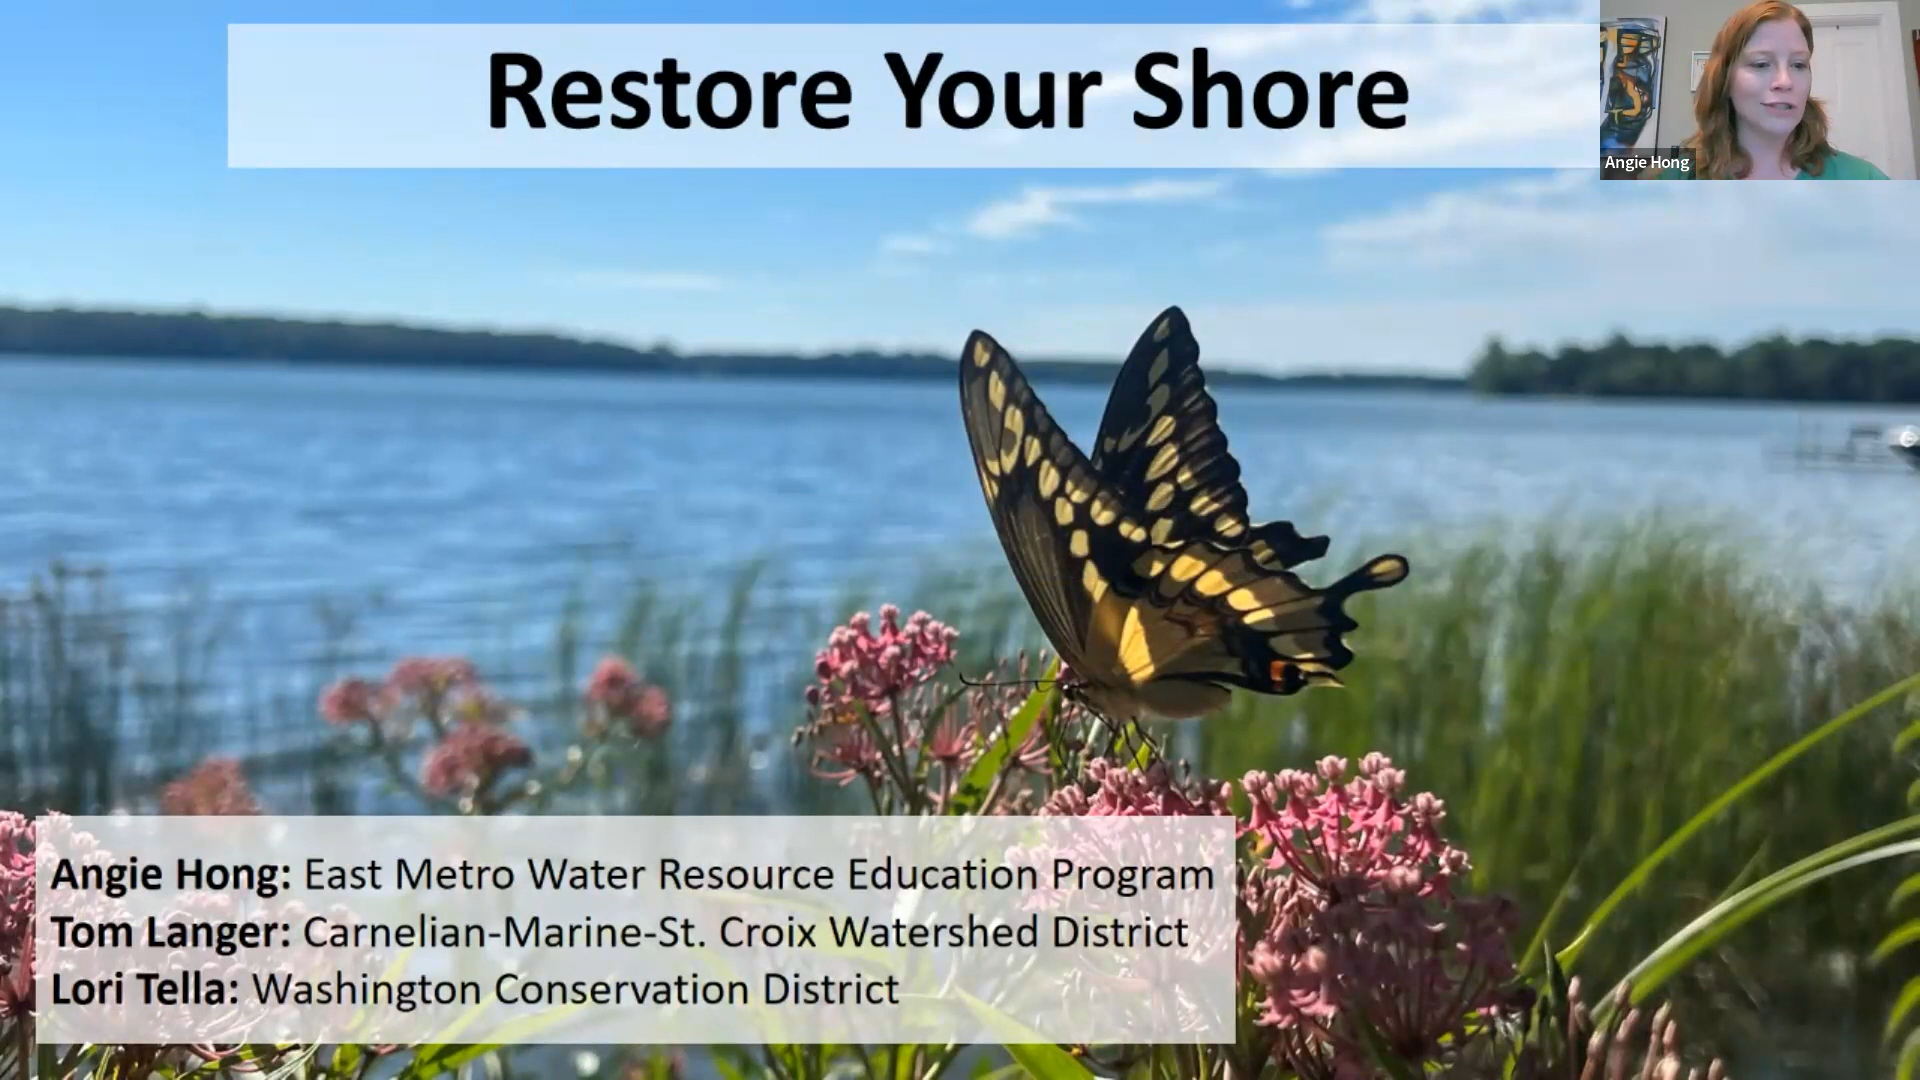 Restore Your Shore
Angie Hong
Angie Hong: East Metro Water Resource Education Program
Tom Langer: Carnelian-Marine-St. Croix Watershed District
Lori Tella: Washington Conservation District